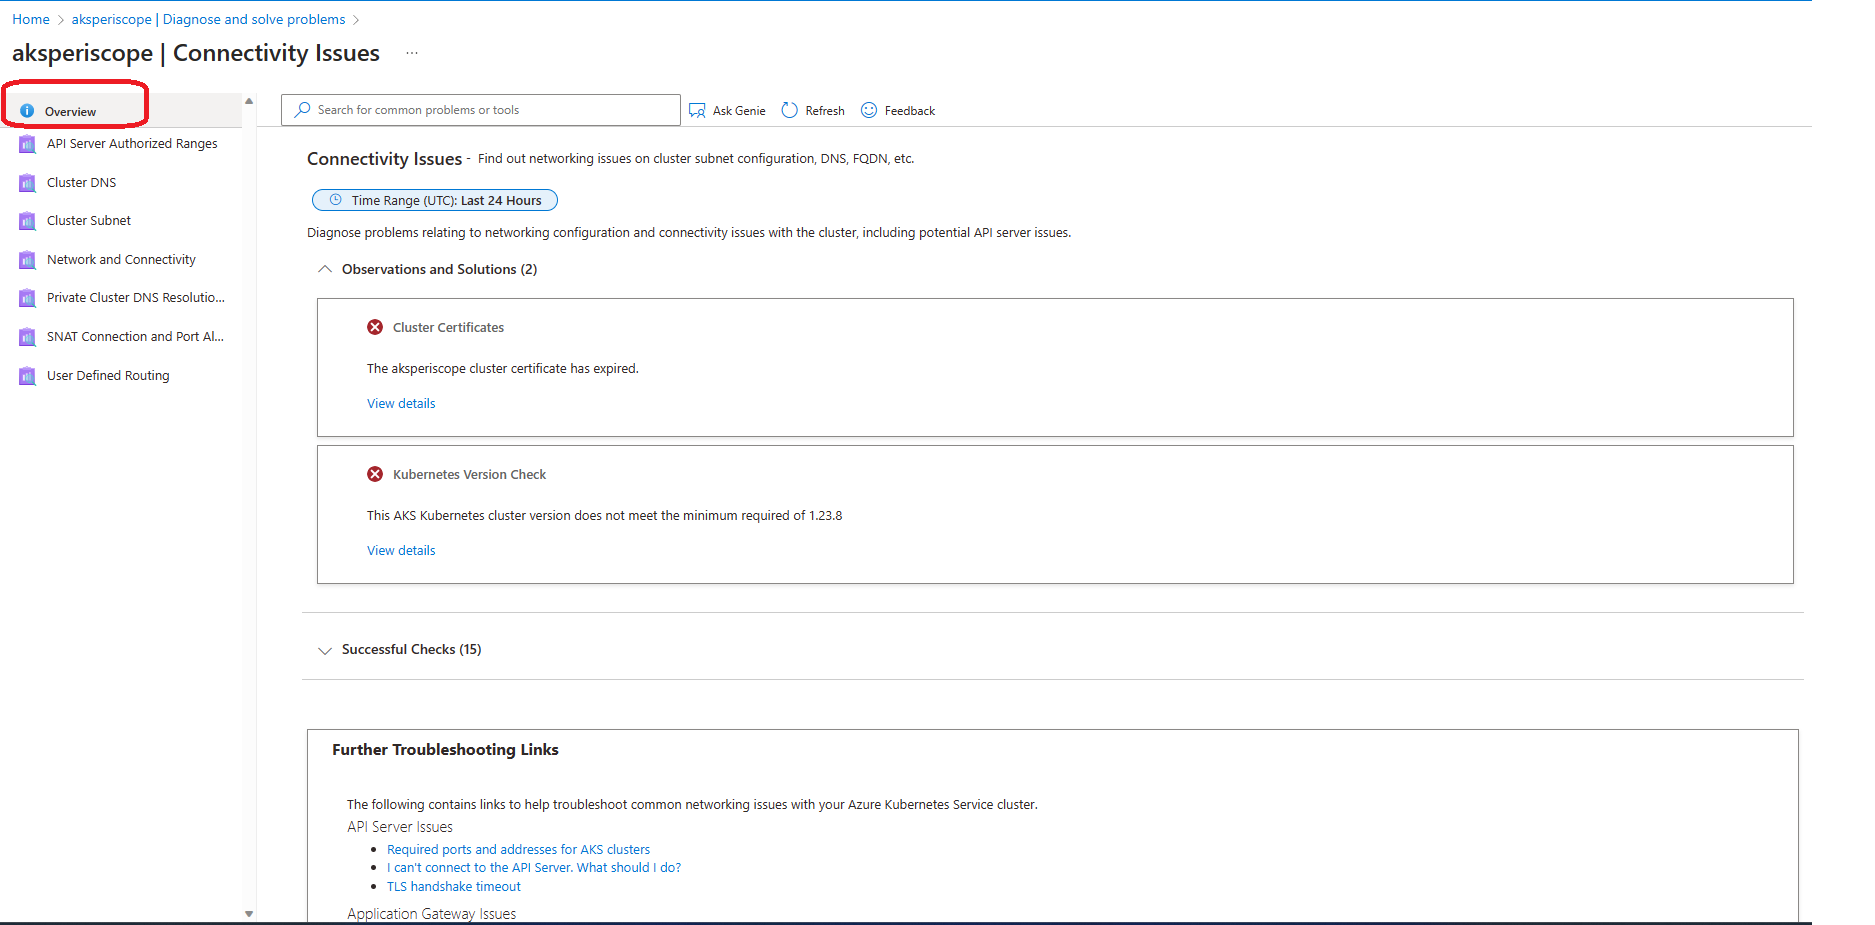 Home > aksperiscope | Diagnose and solve problems >
aksperiscope | Connectivity Issues ...
Overview
API Server Authorized Ranges
Cluster DNS
Cluster Subnet
Network and Connectivity
Private Cluster DNS Resolutio...
SNAT Connection and Port Al...
User Defined Routing
Search for common problems or tools
Ask Genie Refresh Feedback
Connectivity Issues - Find out networking issues on cluster subnet configuration, DNS, FQDN, etc.
Time Range (UTC): Last 24 Hours
Diagnose problems relating to networking configuration and connectivity issues with the cluster, including potential API server issues.
Observations and Solutions (2)
Cluster Certificates
The aksperiscope cluster certificate has expired.
View details
Kubernetes Version Check
This AKS Kubernetes cluster version does not meet the minimum required of 1.23.8
View details
Successful Checks (15)
Further Troubleshooting Links
The following contains links to help troubleshoot common networking issues with your Azure Kubernetes Service cluster.
API Server Issues
• Required ports and addresses for AKS clusters
• I can't connect to the API Server. What should I do?
• TLS handshake timeout
Application Gateway Issues